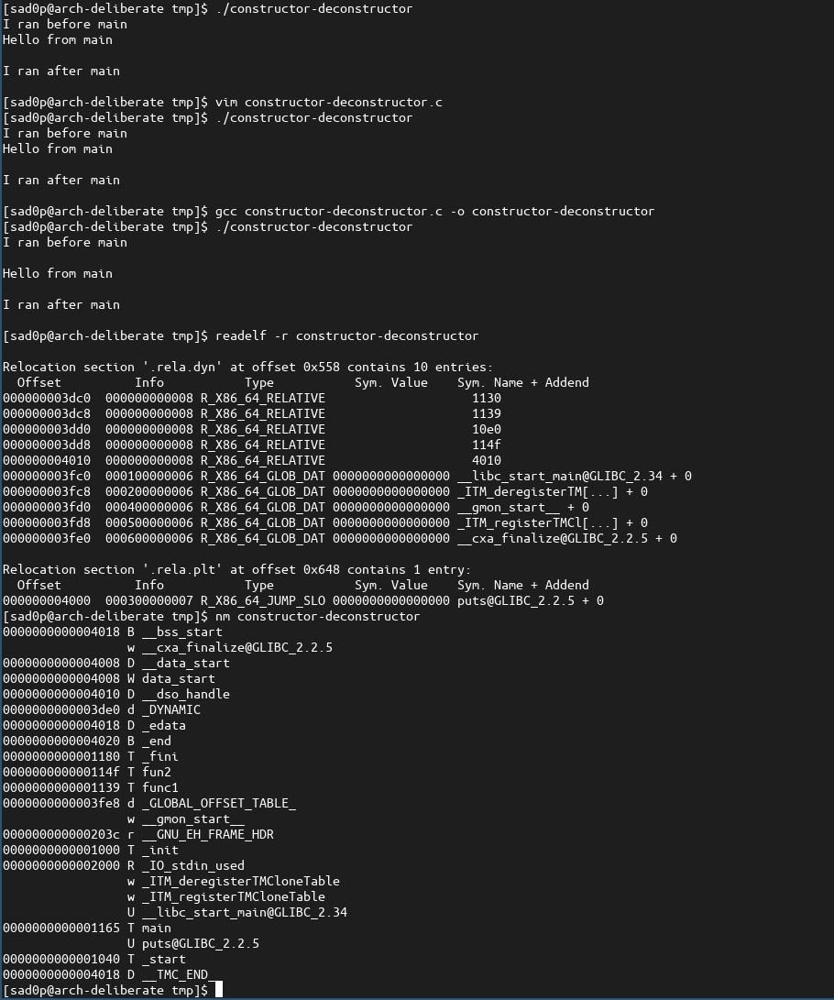 [sad0p@arch-deliberate tmp]$ ./constructor-deconstructor
I ran before main
Hello from main
I ran after main
[sad0p@arch-deliberate tmp]$ vim constructor-deconstructor.c
[sad0p@arch-deliberate tmp]$ ./constructor-deconstructor
I ran before main
Hello from main
I ran after main
[sad0p@arch-deliberate tmp]$ gcc constructor-deconstructor.c -o constructor-deconstructor
[sad0p@arch-deliberate tmp]$ ./constructor-deconstructor
I ran before main
Hello from main
I ran after main
[sad0p@arch-deliberate tmp]$ readelf -r constructor-deconstructor
Relocation section '.rela.dyn' at offset 0x558 contains 10 entries:
  Offset          Info           Type           Sym. Value    Sym. Name + Addend
000000003dc0  000000000008 R_X86_64_RELATIVE                    1130
000000003dc8  000000000008 R_X86_64_RELATIVE                    1139
000000003dd0  000000000008 R_X86_64_RELATIVE                    10e0
000000003dd8  000000000008 R_X86_64_RELATIVE                    114f
000000004010  000000000008 R_X86_64_RELATIVE                    4010
000000003fc0  000100000006 R_X86_64_GLOB_DAT 0000000000000000 __libc_start_main@GLIBC_2.34 + 0
000000003fc8  000200000006 R_X86_64_GLOB_DAT 0000000000000000 _ITM_deregisterTM[...] + 0
000000003fd0  000400000006 R_X86_64_GLOB_DAT 0000000000000000 __gmon_start__ + 0
000000003fd8  000500000006 R_X86_64_GLOB_DAT 0000000000000000 _ITM_registerTMCl[...] + 0
000000003fe0  000600000006 R_X86_64_GLOB_DAT 0000000000000000 __cxa_finalize@GLIBC_2.2.5 + 0
Relocation section '.rela.plt' at offset 0x648 contains 1 entry:
  Offset          Info           Type           Sym. Value    Sym. Name + Addend
000000004000  000300000007 R_X86_64_JUMP_SLO 0000000000000000 puts@GLIBC_2.2.5 + 0
[sad0p@arch-deliberate tmp]$ nm constructor-deconstructor
0000000000004018 B __bss_start
                 w __cxa_finalize@GLIBC_2.2.5
0000000000004008 D __data_start
0000000000004008 W data_start
0000000000004010 D __dso_handle
0000000000003de0 d _DYNAMIC
0000000000004018 D _edata
0000000000004020 B _end
0000000000001180 T _fini
000000000000114f T fun2
0000000000001139 T func1
0000000000003fe8 d _GLOBAL_OFFSET_TABLE_
                 w __gmon_start__
000000000000203c r __GNU_EH_FRAME_HDR
0000000000001000 T _init
0000000000002000 R _IO_stdin_used
                 w _ITM_deregisterTMCloneTable
                 w _ITM_registerTMCloneTable
                 U __libc_start_main@GLIBC_2.34
0000000000001165 T main
                 U puts@GLIBC_2.2.5
0000000000001040 T _start
0000000000004018 D __TMC_END__
[sad0p@arch-deliberate tmp]$